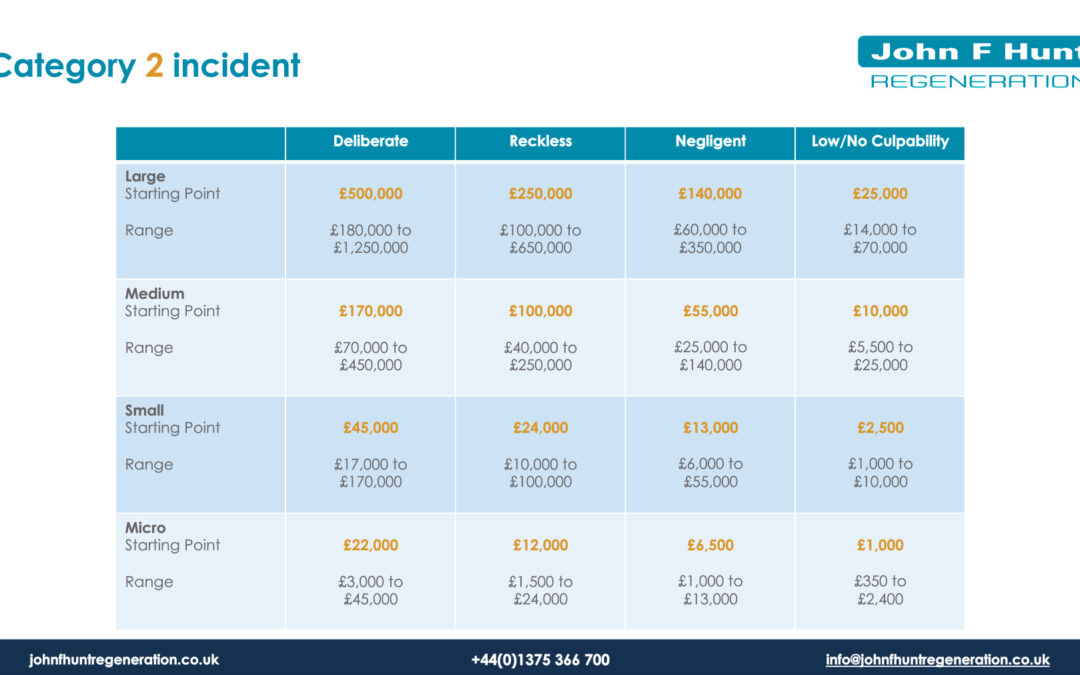 Category 2 incident
John F Hunt
REGENERATION
Deliberate Reckless Negligent Low/No Culpability
Large
Starting Point £500,000 £250,000 £140,000 £25,000
Range £180,000 to £100,000 to £60,000 to £14,000 to
£1,250,000 £650,000 £350,000 £70,000
Medium
Starting Point £170,000 £100,000 £55,000 £10,000
Range £70,000 to £40,000 to £25,000 to £5,500 to
£450,000 £250,000 £140,000 £25,000
Small
Starting Point £45,000 £24,000 £13,000 £2,500
Range £17,000 to £10,000 to £6,000 to £1,000 to
£170,000 £100,000 £55,000 £10,000
Micro
Starting Point £22,000 £12,000 £6,500 £1,000
Range £3,000 to £1,500 to £1,000 to £350 to
£45,000 £24,000 £13,000 £2,400
johnfhuntregeneration.co.uk +44(0)1375 366 700 info@johnfhuntregeneration.co.uk